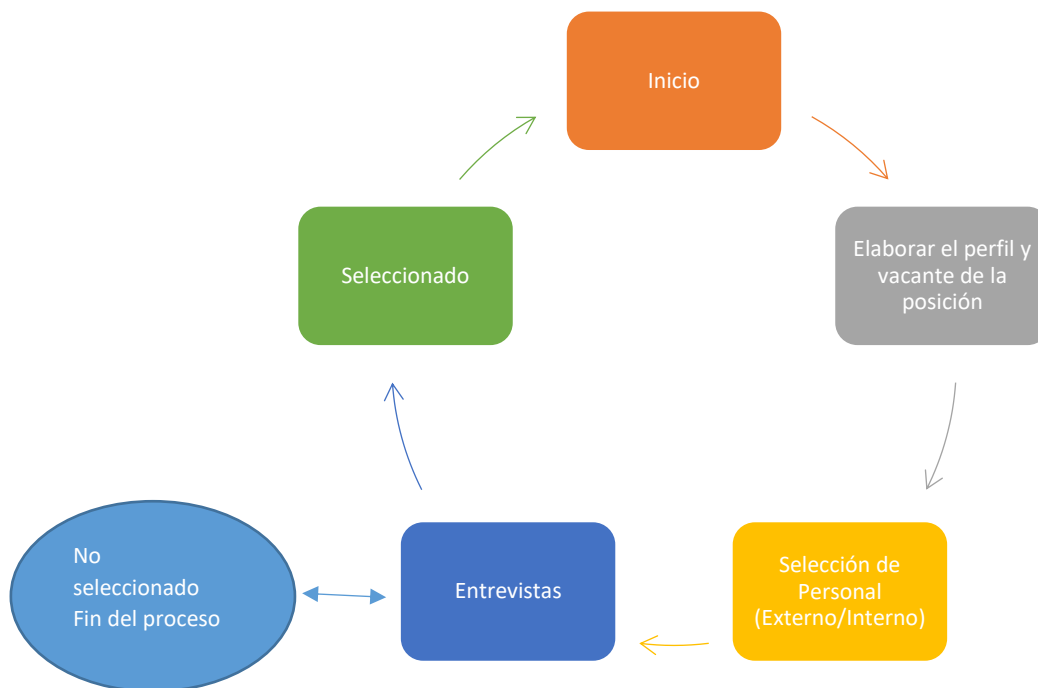 Inicio
Elaborar el perfil y
vacante de la
posición
Selección de
Personal
(Externo/Interno)
Entrevistas
No
seleccionado
Fin del proceso
Seleccionado